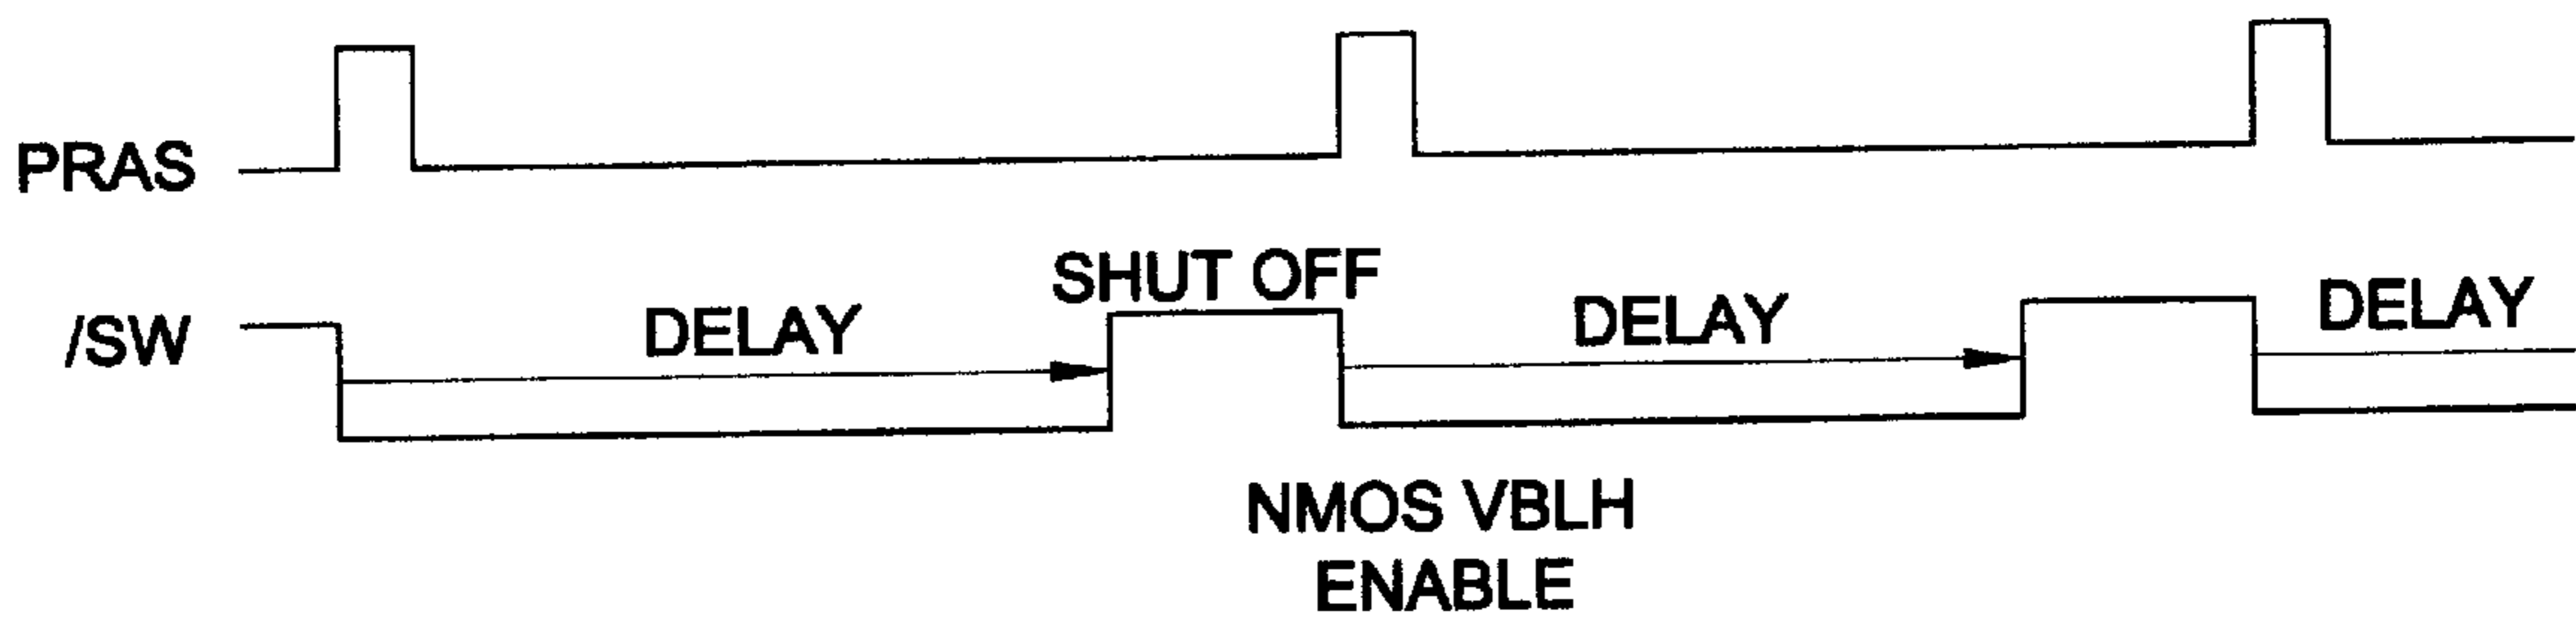 PRAS
SHUT OFF
/SW
DELAY
DELAY
DELAY
NMOS VBLH
ENABLE